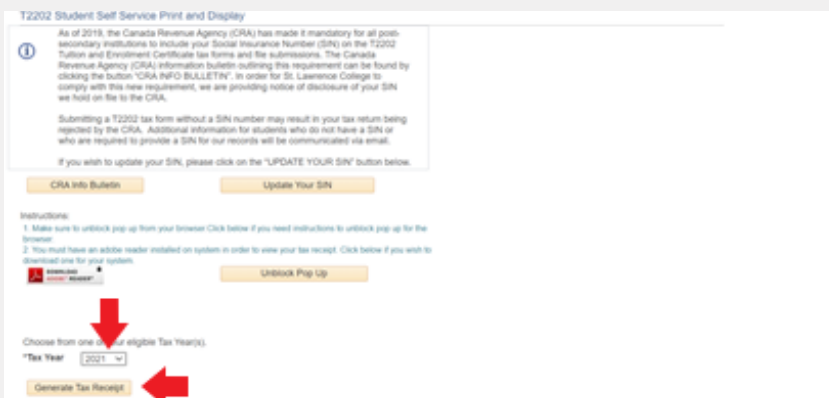 T2202 Student Self Service Print and Display
As of 2019, the Canada Revenue Agency (CRA) has made it mandatory for all post-
secondary institutions to include your Social Insurance Number (SIN) on the T2202
Tuition and Enrolment Certificate tax forms and file submissions. The Canada
Revenue Agency (CRA) information bulletin outlining this requirement can be found by
clicking the button "CRA INFO BULLETIN". In order for St. Lawrence College to
comply with this new requirement, we are providing notice of disclosure of your SIN
we hold on file to the CRA.
Submitting a T2202 tax form without a SIN number may result in your tax return being
rejected by the CRA. Additional information for students who do not have a SIN or
who are required to provide a SIN for our records will be communicated via email.
If you wish to update your SIN, please click on the "UPDATE YOUR SIN" button below.
CRA Info Bulletin Update Your SIN
Instructions:
1. Make sure to unblock pop up from your browser Click below if you need instructions to unblock pop up for the
browser.
2. You must have an adobe reader installed on system in order to view your tax receipt. Click below if you wish to
download one for your system.
DOWNLOAD
ADOBE READER
Unblock Pop Up
Choose from one of your eligible Tax Year(s).
*Tax Year 2021
Generate Tax Receipt